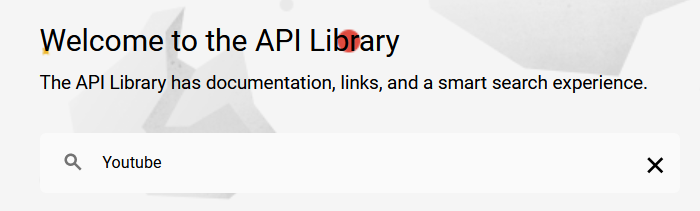 Welcome to the API Library
The API Library has documentation, links, and a smart search experience.
Youtube